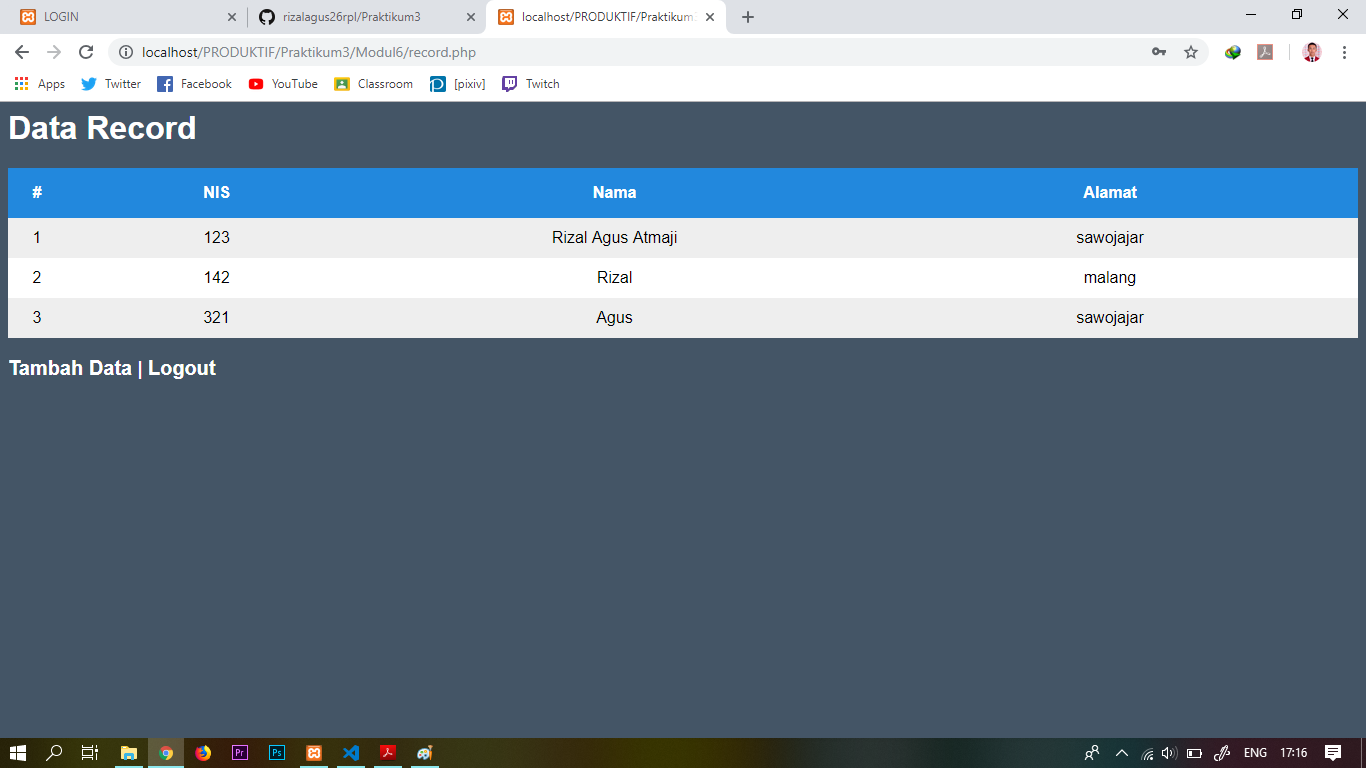 LOGIN rizalagus26rpl/Praktikum3 localhost/PRODUKTIF/Praktikum
localhost/PRODUKTIF/Praktikum3/Modul6/record.php
Apps Twitter Facebook YouTube Classroom [pixiv] Twitch
Data Record
# NIS Nama Alamat
1 123 Rizal Agus Atmaji sawojajar
2 142 Rizal malang
3 321 Agus sawojajar
Tambah Data | Logout
Pr Ps ENG 17:16